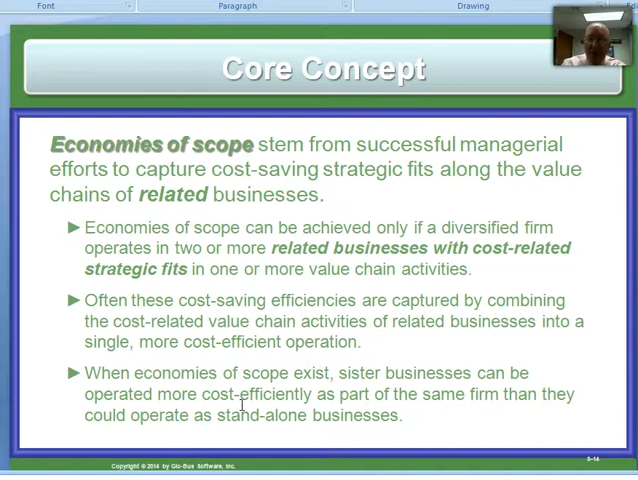 Font Paragraph Drawing
Core Concept
Economies of scope stem from successful managerial
efforts to capture cost-saving strategic fits along the value
chains of related businesses.
►Economies of scope can be achieved only if a diversified firm
operates in two or more related businesses with cost-related
strategic fits in one or more value chain activities.
►Often these cost-saving efficiencies are captured by combining
the cost-related value chain activities of related businesses into a
single, more cost-efficient operation.
►When economies of scope exist, sister businesses can be
operated more cost-efficiently as part of the same firm than they
could operate as stand-alone businesses.
Copyright © 2014 by Glo-Bus Software, Inc.